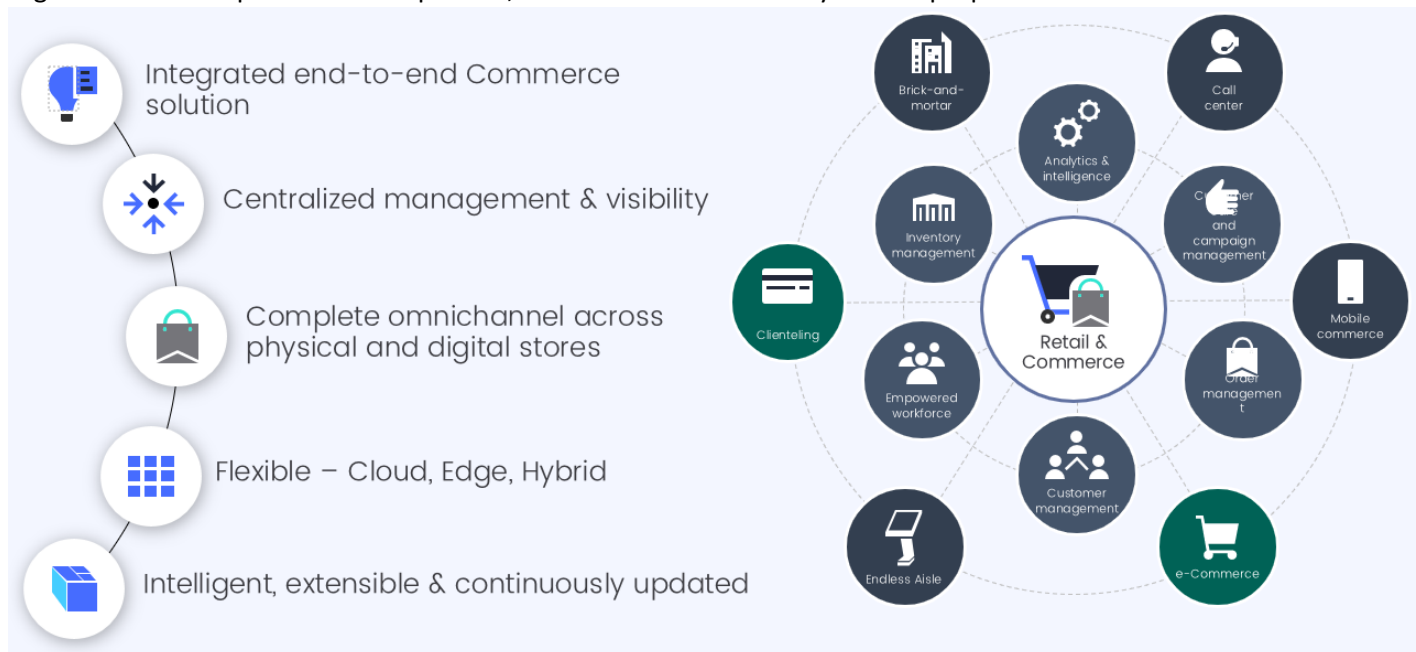 Integrated end-to-end Commerce
solution
Centralized management & visibility
Complete omnichannel across
physical and digital stores
Flexible – Cloud, Edge, Hybrid
Intelligent, extensible & continuously updated
Brick-and-
mortar
Call
center
Analytics &
intelligence
Inventory
management
and
campaign
management
Clienteling
Retail &
Commerce
Mobile
commerce
Empowered
workforce
Order
managemen
t
Customer
management
Endless Aisle
e-Commerce